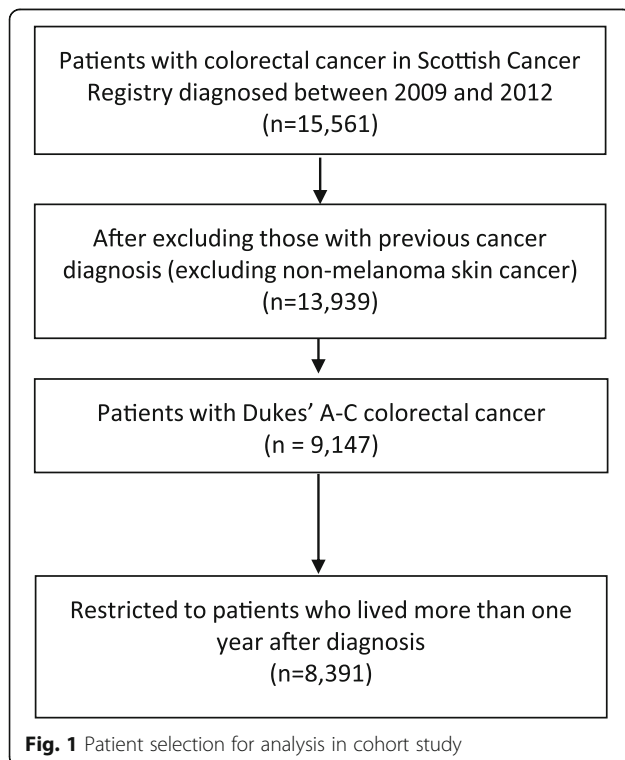 Patients with colorectal cancer in Scottish Cancer
Registry diagnosed between 2009 and 2012
(n=15,561)
After excluding those with previous cancer
diagnosis (excluding non-melanoma skin cancer)
(n=13,939)
Patients with Dukes’ A-C colorectal cancer
(n = 9,147)
Restricted to patients who lived more than one
year after diagnosis
(n=8,391)
Fig. 1 Patient selection for analysis in cohort study